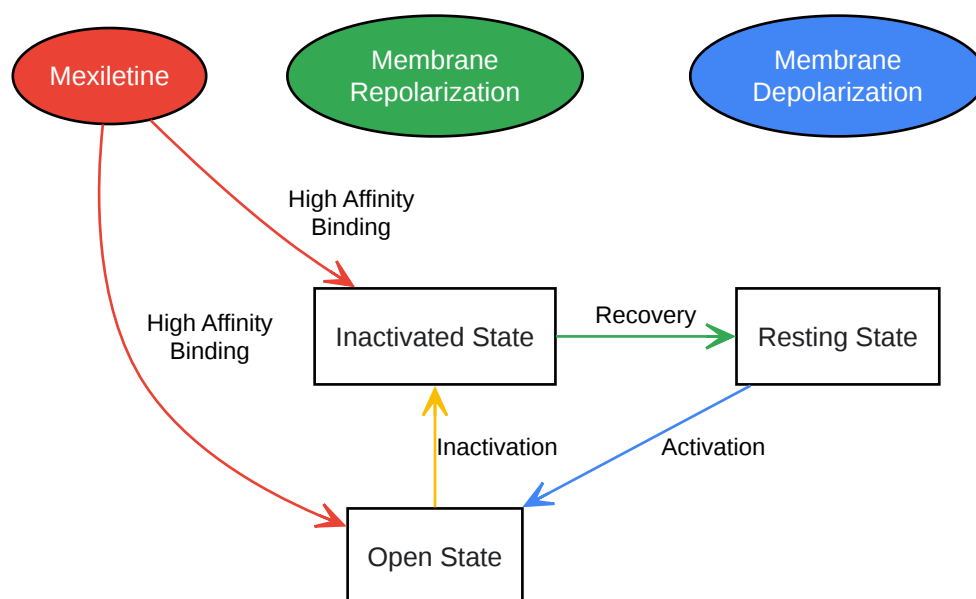 Mexiletine
Membrane
Repolarization
Membrane
Depolarization
High Affinity
Binding
High Affinity
Binding
Inactivated State
Recovery
Resting State
Inactivation
Activation
Open State